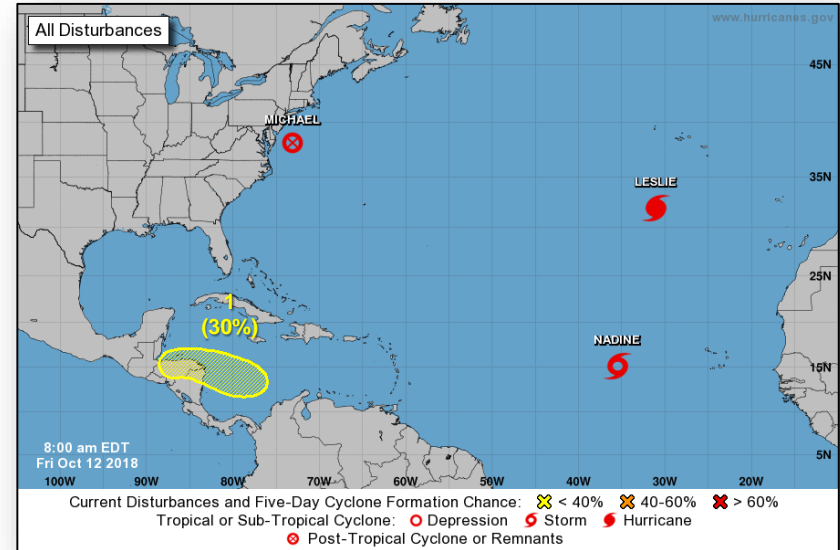 All Disturbances
www.hurricanes.gov
45N
MICHAEL
LESLIE
35N
25N
1
(30%)
NADINE
15N
8:00 am EDT
Fri Oct 12 2018
5N
100W 90W 80W 70W 60W 50W 40W 30W 20W
Current Disturbances and Five-Day Cyclone Formation Chance: < 40% 40-60% > 60%
Tropical or Sub-Tropical Cyclone: Depression Storm Hurricane
Post-Tropical Cyclone or Remnants